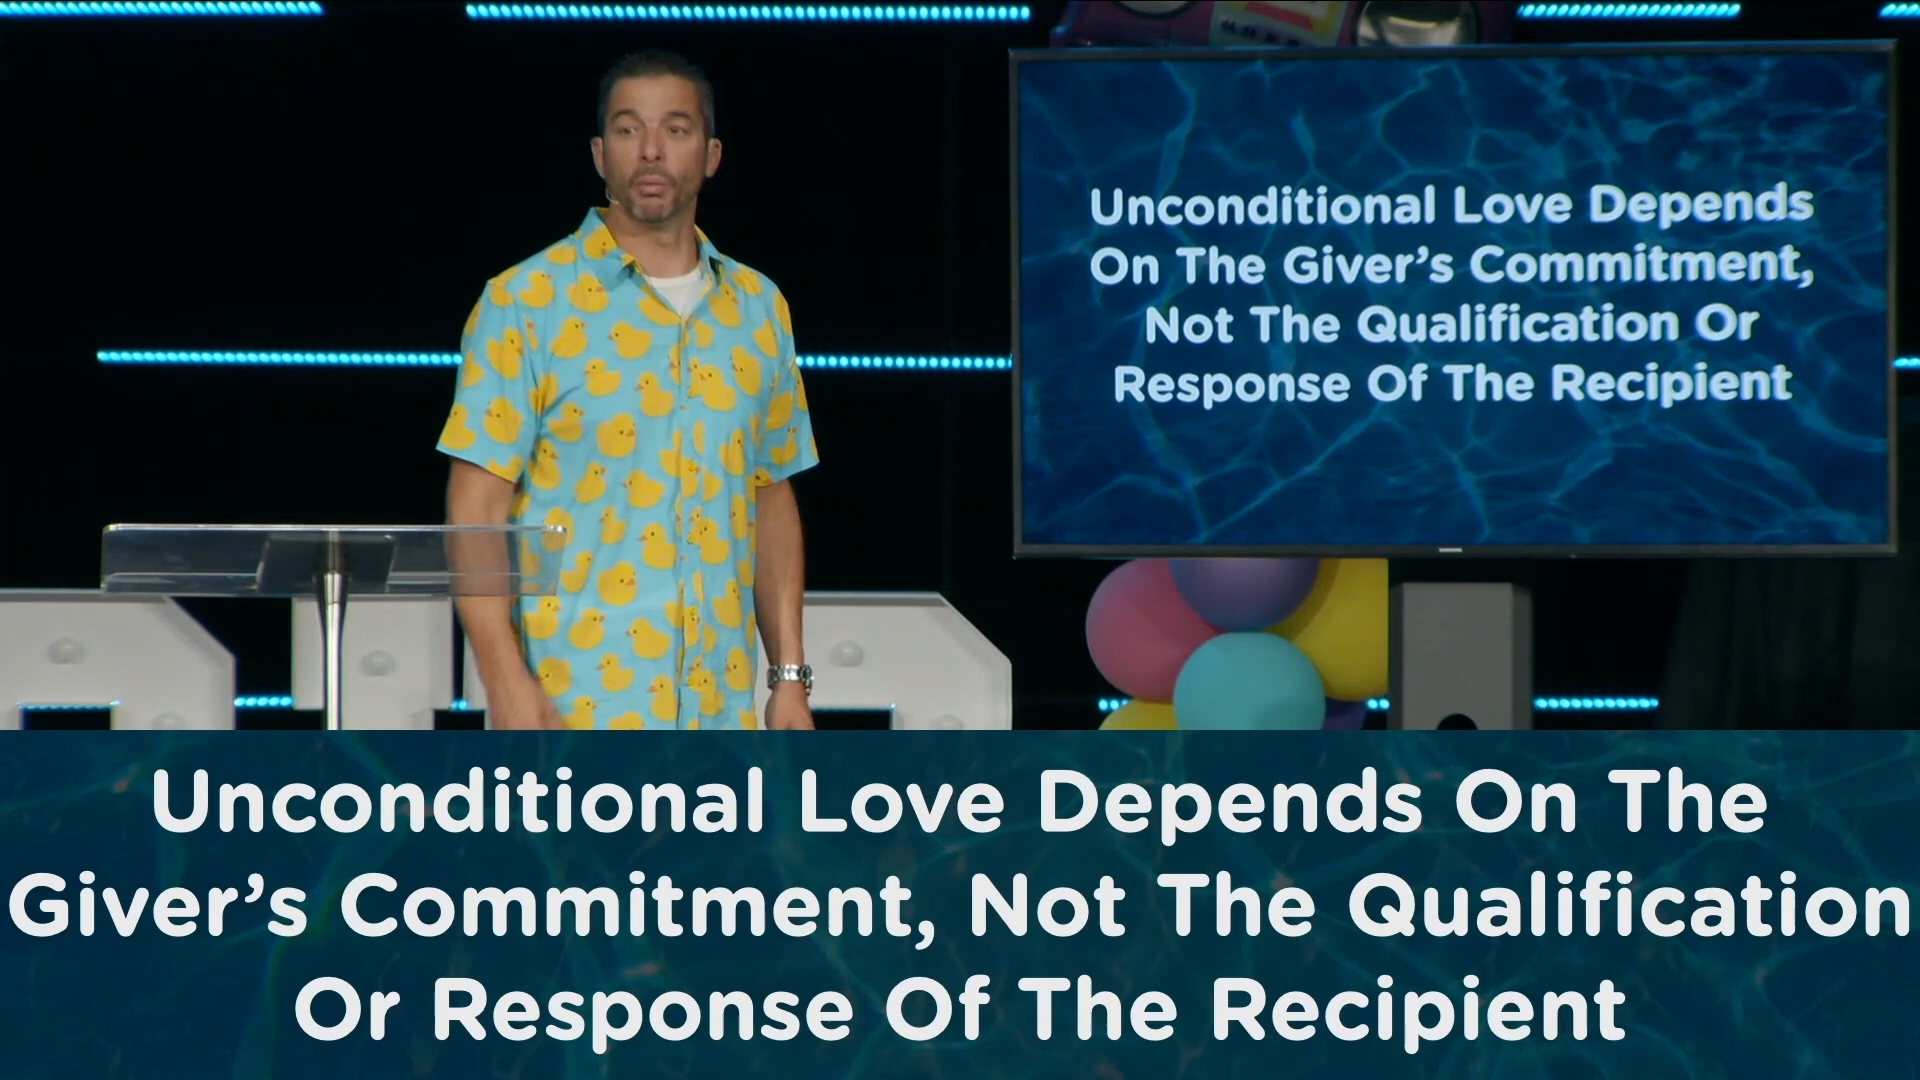 Unconditional Love Depends
On The Giver’s Commitment,
Not The Qualification Or
Response Of The Recipient
Unconditional Love Depends On The
Giver’s Commitment, Not The Qualification
Or Response Of The Recipient